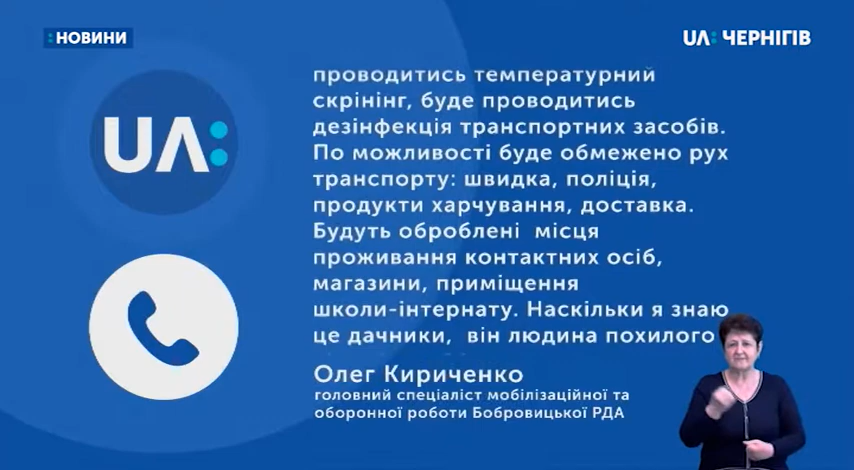 :НОВИНИ
UA: ЧЕРНІГІВ
UA:
проводитись температурний
скрінінг, буде проводитись
дезінфекція транспортних засобів.
По можливості буде обмежено рух
транспорту: швидка, поліція,
продукти харчування, доставка.
Будуть оброблені місця
проживання контактних осіб,
магазини, приміщення
школи-інтернату. Наскільки я знаю
це дачники, він людина похилого
Олег Кириченко
головний спеціаліст мобілізаційної та
оборонної роботи Бобровицької РДА